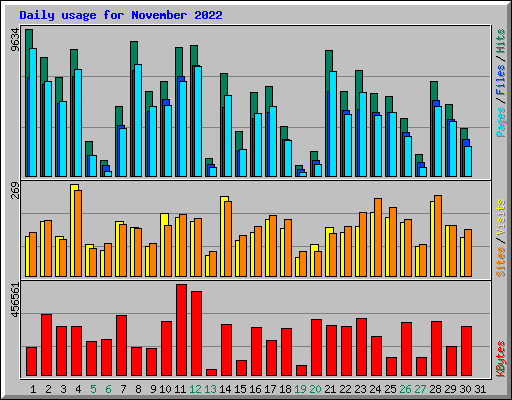 Daily usage for November 2022
9634
Pages / Files / Hits
269
Sites / Visits
456561
KBytes
1 2 3 4 5 6 7 8 9 10 11 12 13 14 15 16 17 18 19 20 21 22 23 24 25 26 27 28 29 30 31